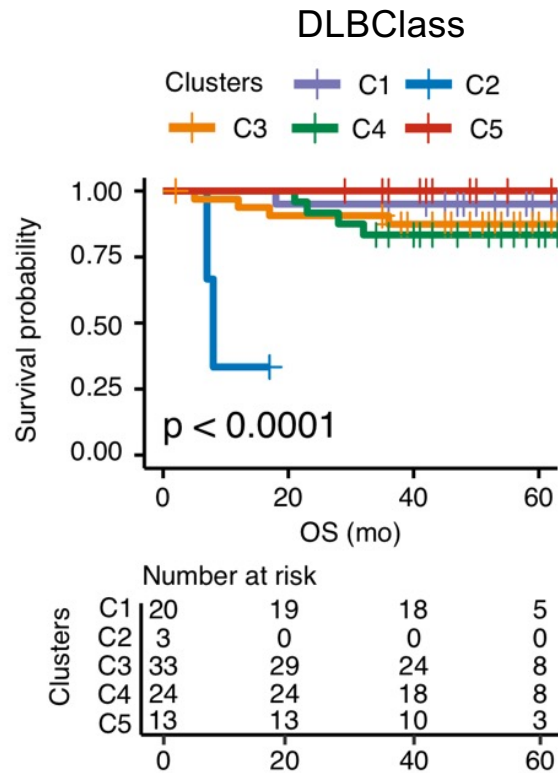 DLBClass
Clusters C1 C2
C3 C4 C5
Survival probability
1.00
0.75
0.50
0.25
0.00
p < 0.0001
0 20 40 60
OS (mo)
Number at risk
Clusters
C1 20 19 18 5
C2 3 0 0 0
C3 33 29 24 8
C4 24 24 18 8
C5 13 13 10 3
0 20 40 60